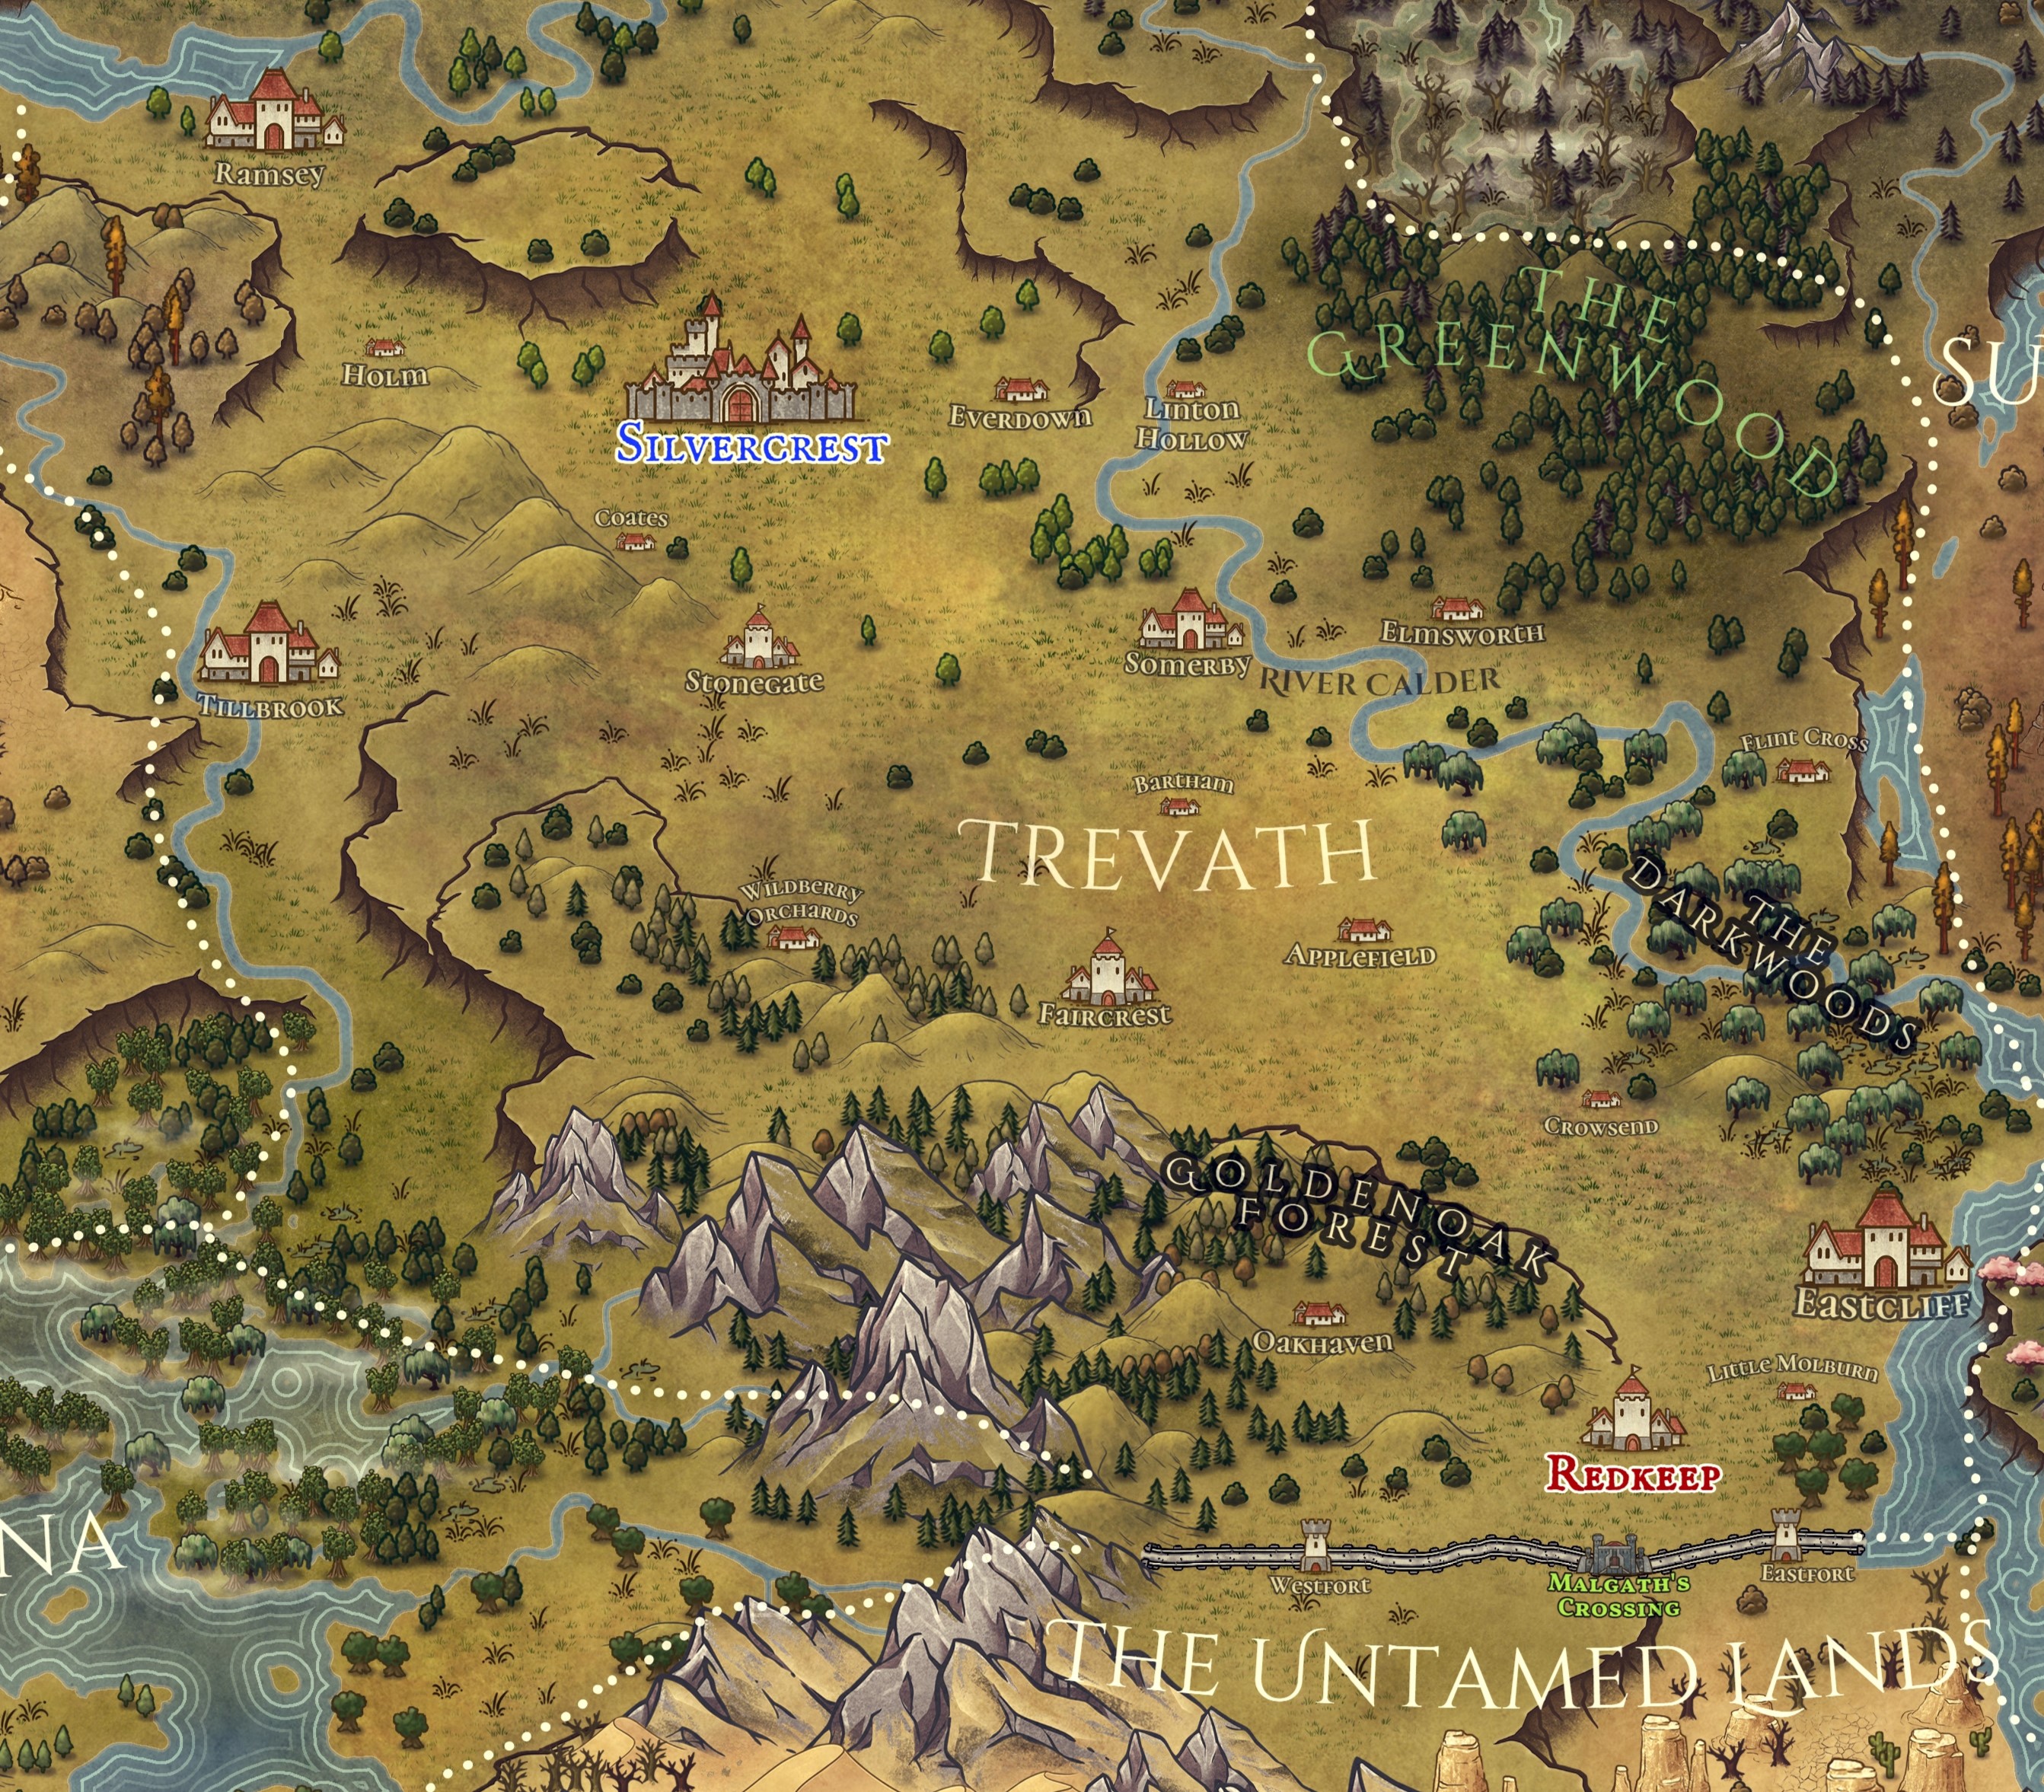 Ramsey
THE
GREENWOOD
SU
Holm
Silvercrest
Everdown
Linton
Hollow
Coates
Tillbrook
Stonegate
Somerby
Elmsworth
River Calder
Flint Cross
Bartham
Trevath
Wildberry
Orchards
Applefield
Faircrest
THE
DARKWOODS
Crowsend
GOLDENOAK
FOREST
Eastcliff
Oakhaven
Little Molburn
Redkeep
NA
Westfort
Malgath's
Crossing
Eastfort
The Untamed Lands